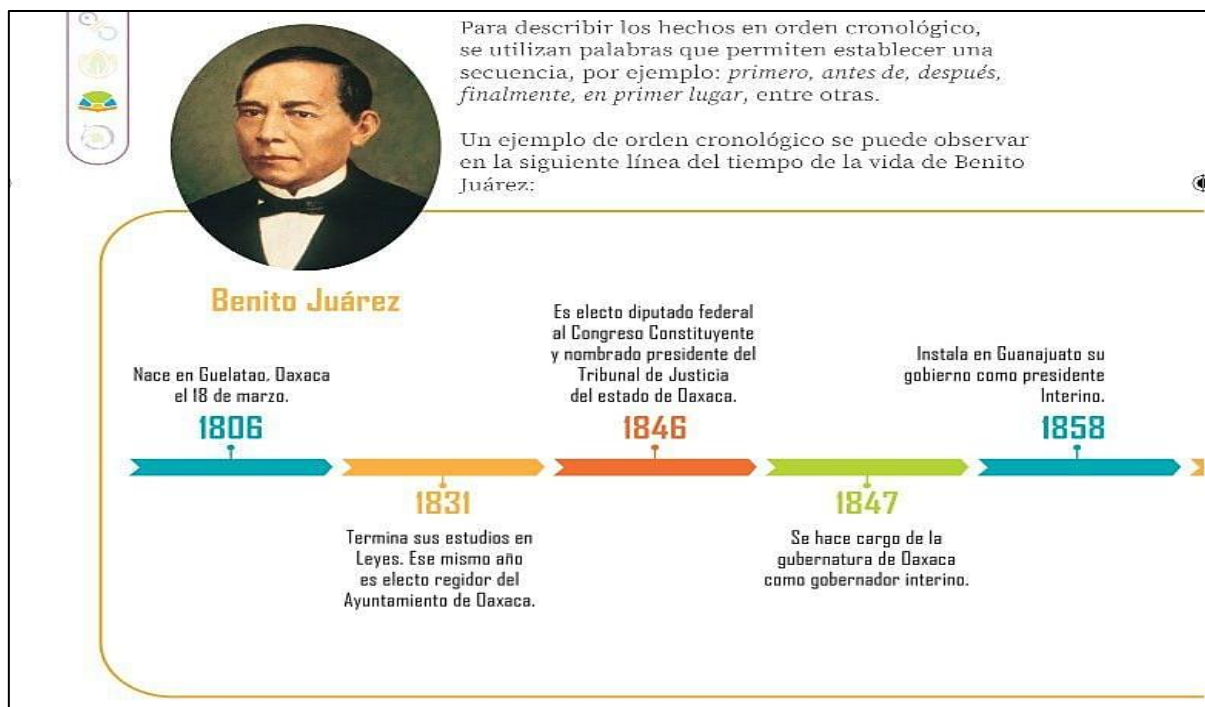 Para describir los hechos en orden cronológico,
se utilizan palabras que permiten establecer una
secuencia, por ejemplo: primero, antes de, después,
finalmente, en primer lugar, entre otras.
Un ejemplo de orden cronológico se puede observar
en la siguiente línea del tiempo de la vida de Benito
Juárez:
Benito Juárez
Nace en Guelatao, Oaxaca
el 18 de marzo.
1806
1831
Termina sus estudios en
Leyes. Ese mismo año
es electo regidor del
Ayuntamiento de Oaxaca.
Es electo diputado federal
al Congreso Constituyente
y nombrado presidente del
Tribunal de Justicia
del estado de Oaxaca.
1846
1847
Se hace cargo de la
gubernatura de Oaxaca
como gobernador interino.
Instala en Guanajuato su
gobierno como presidente
Interino.
1858